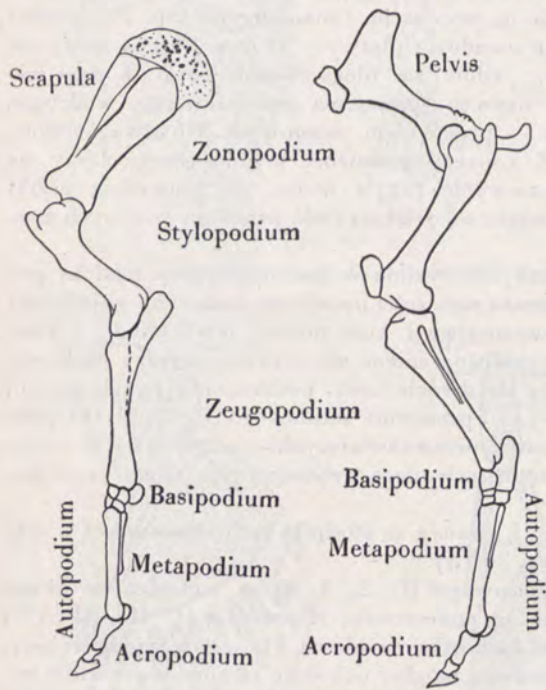 Scapula
Pelvis
Zonopodium
Stylopodium
Zeugopodium
Basipodium
Basipodium
Autopodium
Metapodium
Metapodium
Autopodium
Acropodium
Acropodium